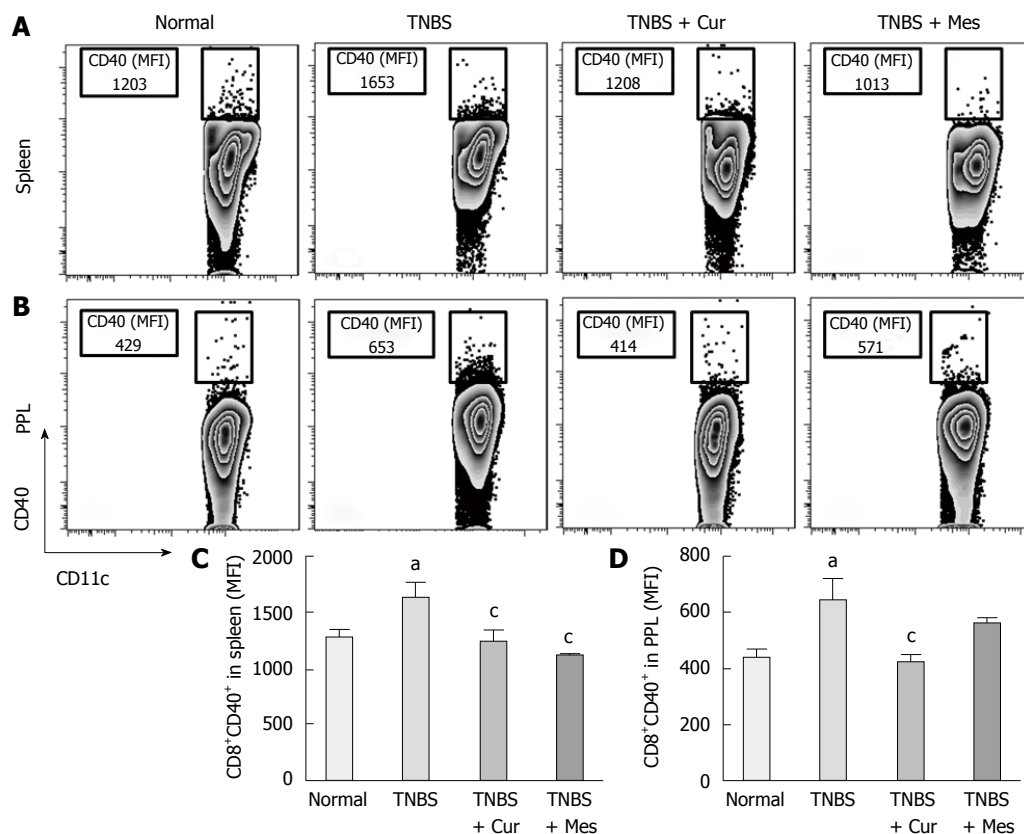 A
Normal
TNBS
TNBS + Cur
TNBS + Mes
Spleen
CD40 (MFI)
1203
CD40 (MFI)
1653
CD40 (MFI)
1208
CD40 (MFI)
1013
B
PPL
CD40 (MFI)
429
CD40 (MFI)
653
CD40 (MFI)
414
CD40 (MFI)
571
CD40
CD11c
C
CD8⁺CD40⁺ in spleen (MFI)
2000
1500
1000
500
0
a
c
c
Normal
TNBS
TNBS
+ Cur
TNBS
+ Mes
D
CD8⁺CD40⁺ in PPL (MFI)
800
600
400
200
0
a
c
Normal
TNBS
TNBS
+ Cur
TNBS
+ Mes